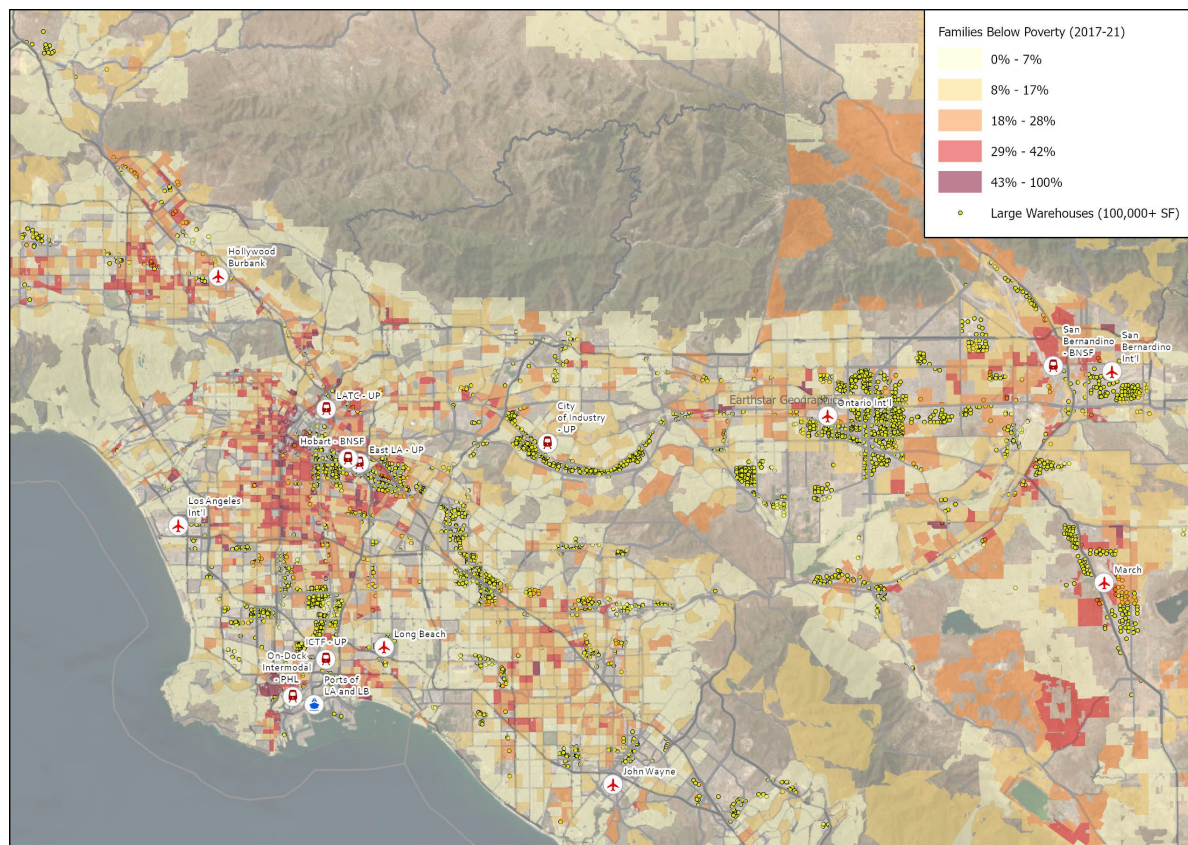 Families Below Poverty (2017-21)
0% - 7%
8% - 17%
18% - 28%
29% - 42%
43% - 100%
Large Warehouses (100,000+ SF)
Hollywood
Burbank
San
Bernandino
- BNSF
San
Bernardino
Int'l
LATC - UP
Earthstar Geographics
Ontario Int'l
City
of Industry
- UP
Hobart - BNSF
East LA - UP
Los Angeles
Int'l
March
ICTF - UP
Long Beach
On-Dock
Intermodal
- PHL
Ports of
LA and LB
John Wayne